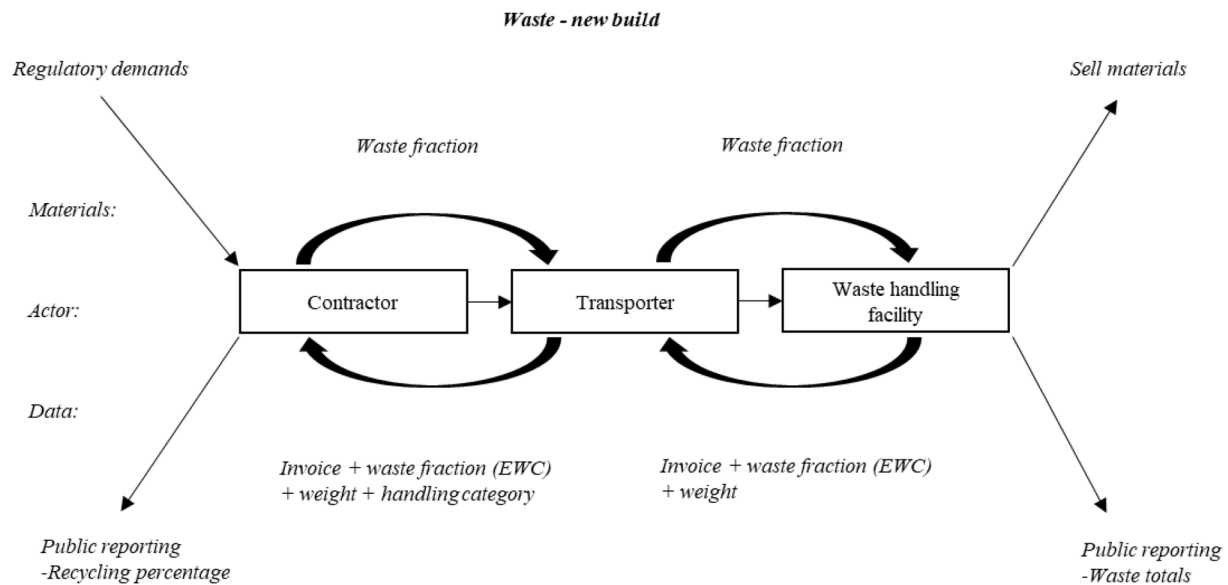 Waste - new build
Regulatory demands
Sell materials
Waste fraction
Waste fraction
Materials:
Actor:
Contractor
Transporter
Waste handling
facility
Data:
Invoice + waste fraction (EWC)
+ weight + handling category
Invoice + waste fraction (EWC)
+ weight
Public reporting
-Recycling percentage
Public reporting
-Waste totals